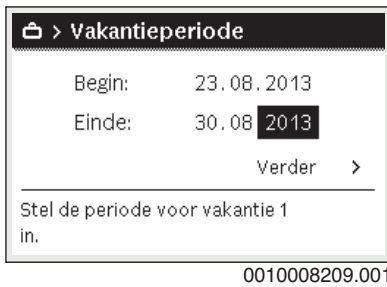 > Vakantieperiode
Begin: 23.08.2013
Einde: 30.08 2013
Verder >
Stel de periode voor vakantie 1
in.
0010008209.001